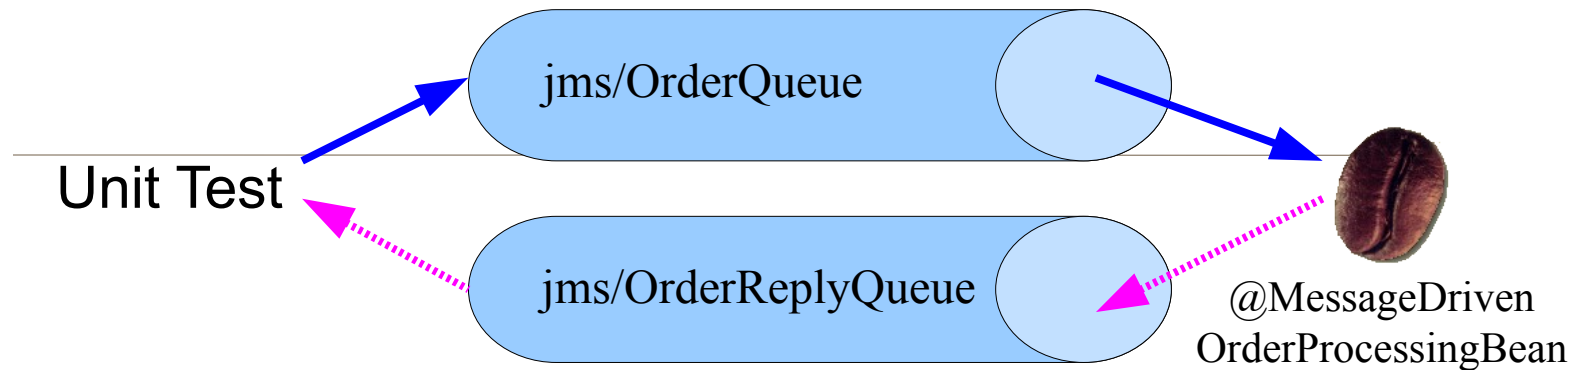 jms/OrderQueue
Unit Test
jms/OrderReplyQueue
@MessageDriven
OrderProcessingBean